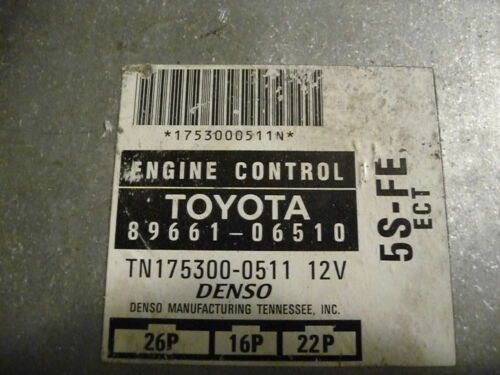 *1753000511N*
ENGINE CONTROL
TOYOTA
89661-06510
TN175300-0511 12V
DENSO
DENSO MANUFACTURING TENNESSEE, INC.
26P 16P 22P
5S-FE,
ECT